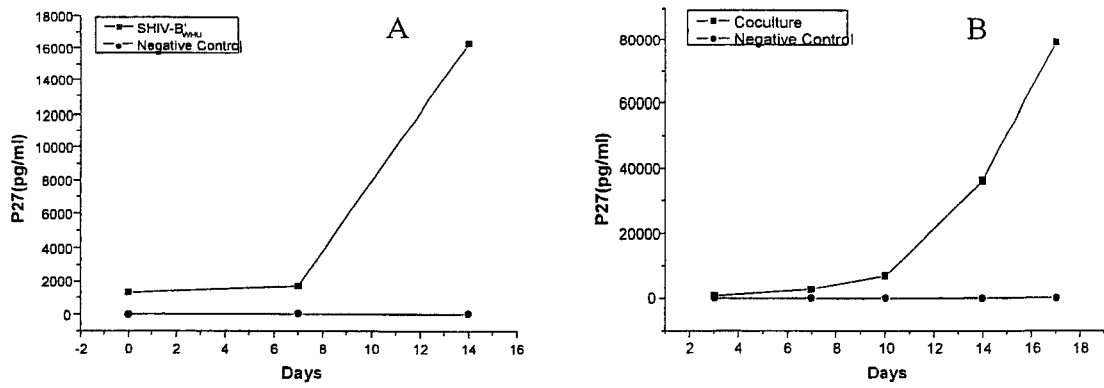 SHIV-B'WHU
Negative Control
A
18000
16000
14000
12000
10000
8000
6000
4000
2000
0
P27(pg/ml)
-2 0 2 4 6 8 10 12 14 16
Days
Coculture
Negative Control
B
80000
60000
40000
20000
0
P27(pg/ml)
2 4 6 8 10 12 14 16 18
Days